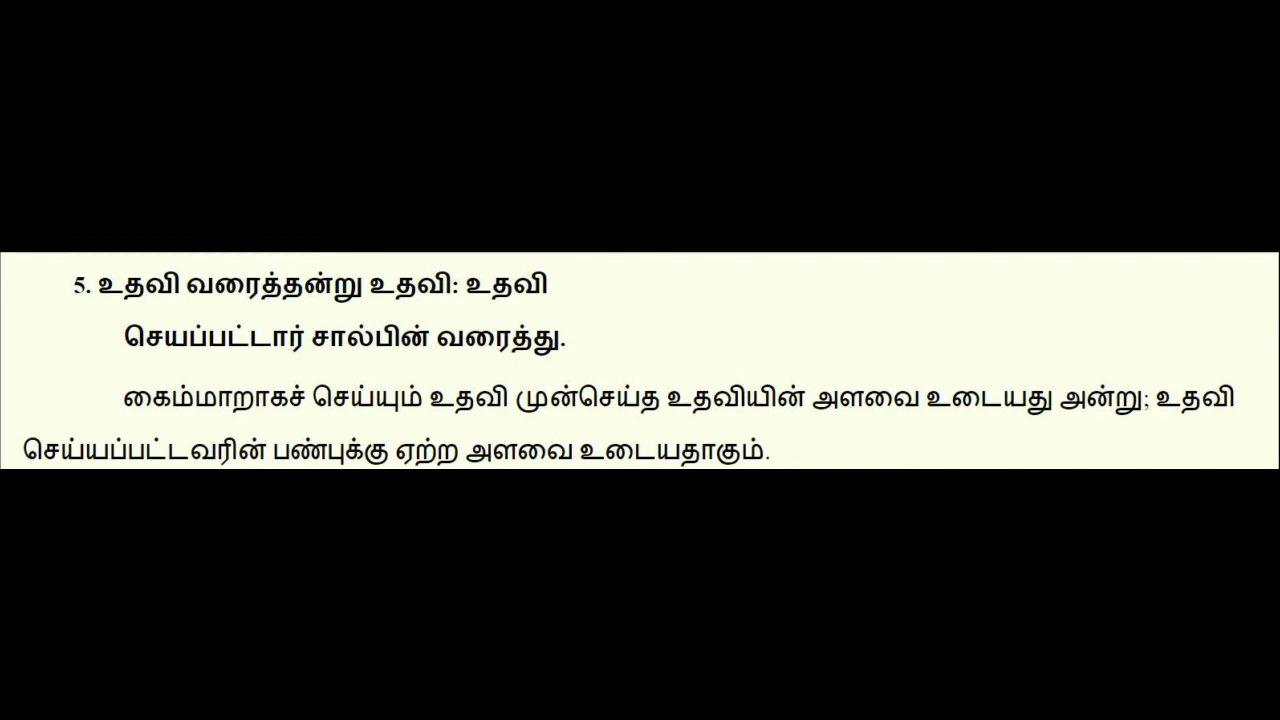 5. உதவி வரைத்தன்று உதவி: உதவி
செயப்பட்டார் சால்பின் வரைத்து.
கைம்மாறாகச் செய்யும் உதவி முன்செய்த உதவியின் அளவை உடையது அன்று; உதவி
செய்யப்பட்டவரின் பண்புக்கு ஏற்ற அளவை உடையதாகும்.